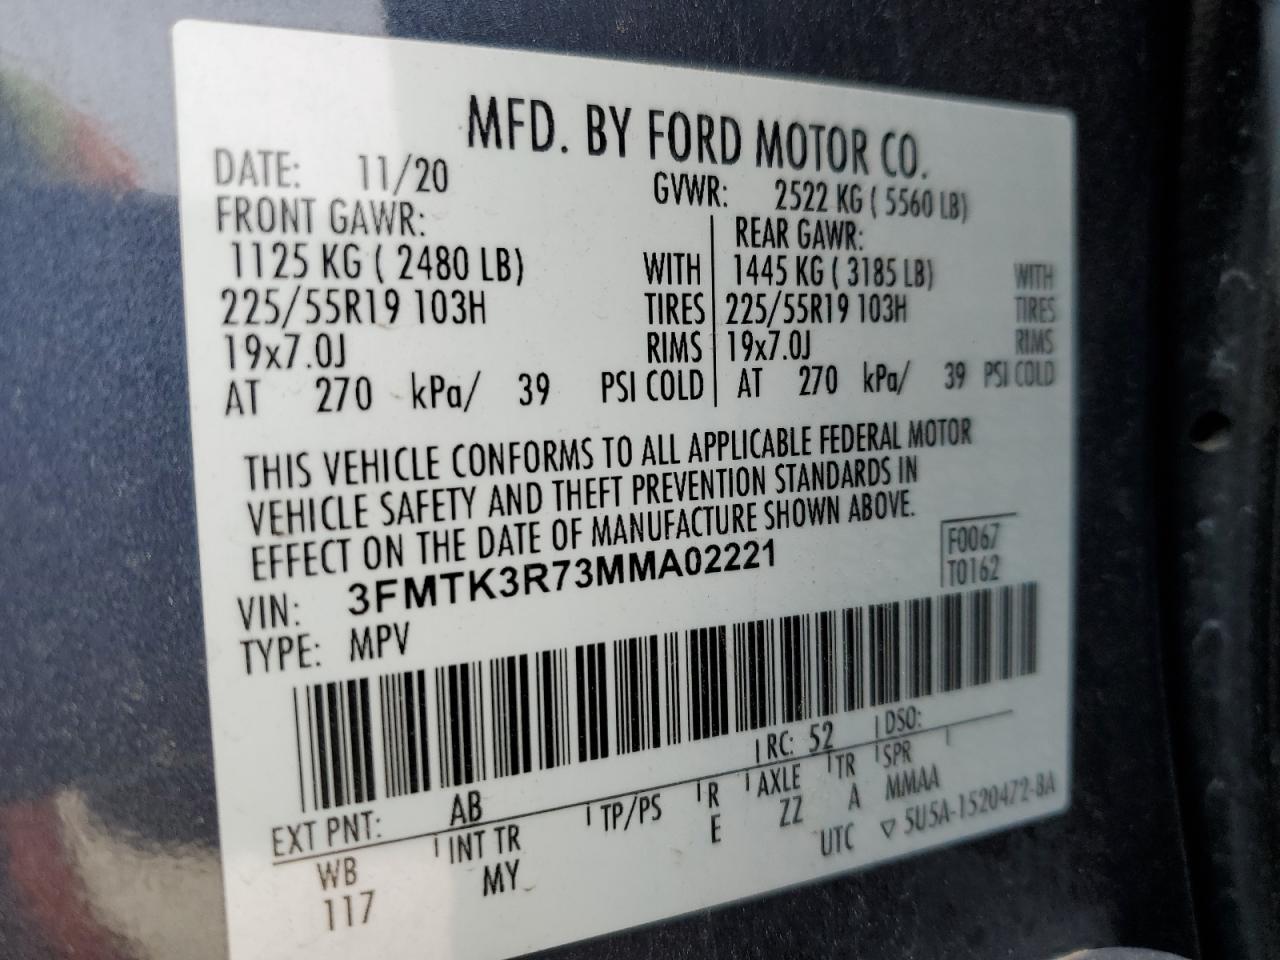 MFD. BY FORD MOTOR CO.
DATE: 11/20 GVWR: 2522 KG ( 5560 LB)
FRONT GAWR: REAR GAWR:
1125 KG ( 2480 LB) WITH 1445 KG ( 3185 LB) WITH
225/55R19 103H TIRES 225/55R19 103H TIRES
19x7.0J RIMS 19x7.0J RIMS
AT 270 kPa/ 39 PSI COLD AT 270 kPa/ 39 PSI COLD
THIS VEHICLE CONFORMS TO ALL APPLICABLE FEDERAL MOTOR
VEHICLE SAFETY AND THEFT PREVENTION STANDARDS IN
EFFECT ON THE DATE OF MANUFACTURE SHOWN ABOVE.
VIN: 3FMTK3R73MMA02221 F0067
TYPE: MPV T0162
EXT PNT: AB RC: 52 DSO:
WB INT TR TP/PS R AXLE TR SPR
117 MY E ZZ A MMAA
UTC ▽ 5U5A-1520472-8A